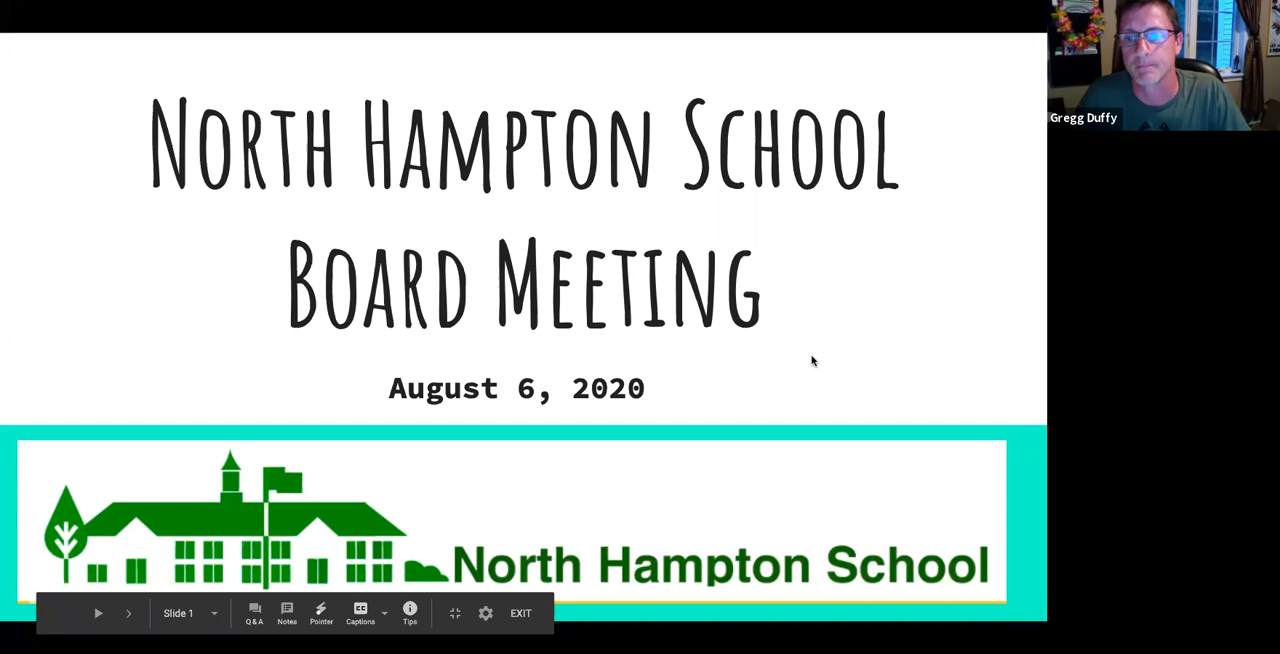 North Hampton School
Board Meeting
August 6, 2020
North Hampton School
Gregg Duffy
Slide 1
Q & A
Notes
Pointer
CC
Captions
Tips
EXIT